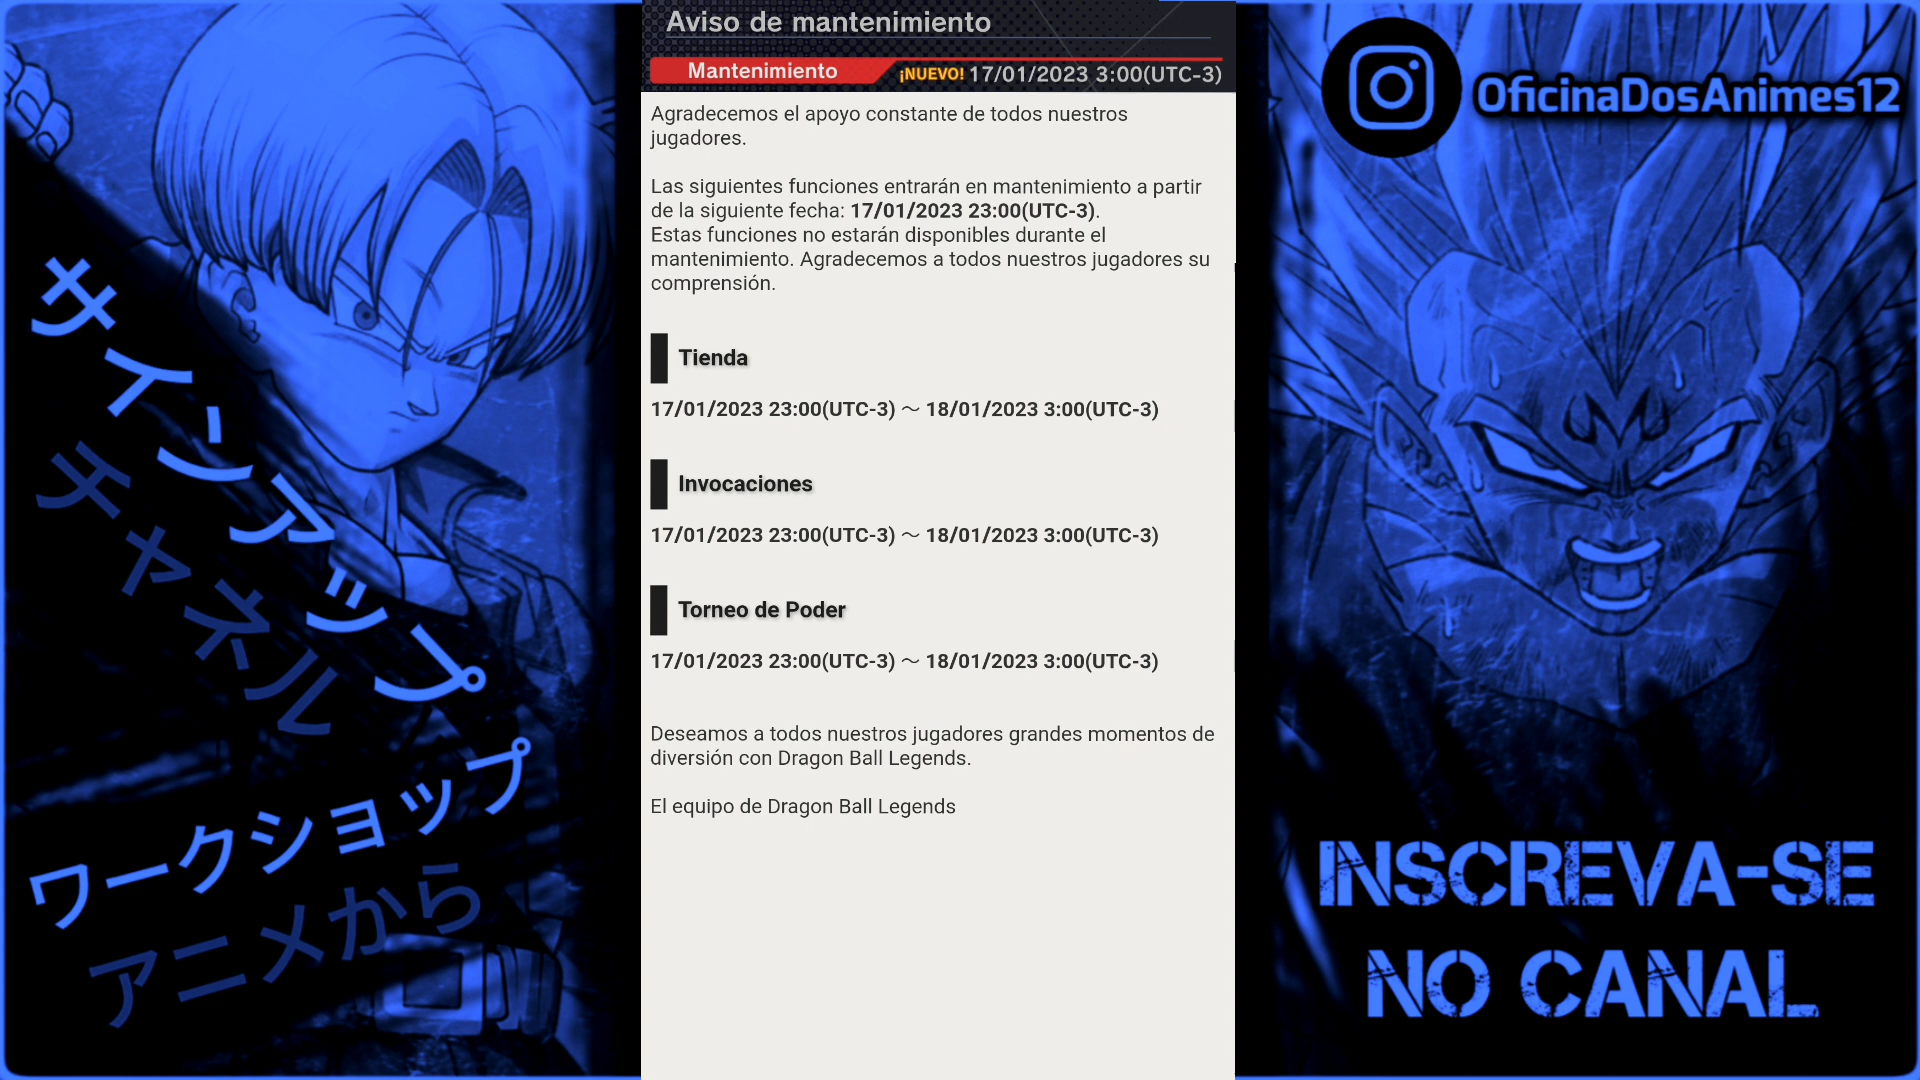 Aviso de mantenimiento
Mantenimiento
¡NUEVO! 17/01/2023 3:00(UTC-3)
Agradecemos el apoyo constante de todos nuestros
jugadores.
Las siguientes funciones entrarán en mantenimiento a partir
de la siguiente fecha: 17/01/2023 23:00(UTC-3).
Estas funciones no estarán disponibles durante el
mantenimiento. Agradecemos a todos nuestros jugadores su
comprensión.
Tienda
17/01/2023 23:00(UTC-3) ～ 18/01/2023 3:00(UTC-3)
Invocaciones
17/01/2023 23:00(UTC-3) ～ 18/01/2023 3:00(UTC-3)
Torneo de Poder
17/01/2023 23:00(UTC-3) ～ 18/01/2023 3:00(UTC-3)
Deseamos a todos nuestros jugadores grandes momentos de
diversión con Dragon Ball Legends.
El equipo de Dragon Ball Legends
サインアップ
チャネル
ワークショップ
アニメから
OficinaDosAnimes12
INSCREVA-SE
NO CANAL